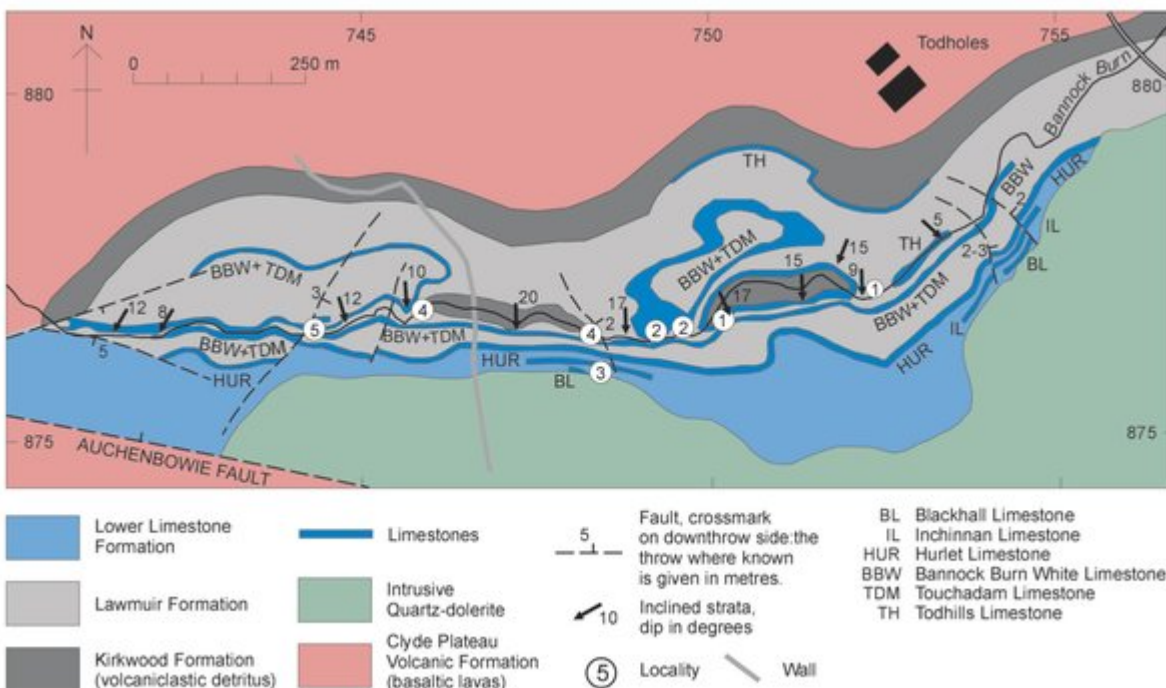 745
750
755
N
0
250 m
Todholes
880
880
Bannock Burn
TH
BBW
HUR
2
IL
BBW+TDM
BBW+TDM
TH
5
15
15
2-3
BL
10
3
12
9
1
12
8
4
20
17
17
BBW+TDM
5
4
2
2
2
1
IL
BBW+TDM
BBW+TDM
HUR
5
HUR
HUR
BL
3
875
875
AUCHENBOWIE FAULT
Lower Limestone
Formation
Lawmuir Formation
Kirkwood Formation
(volcaniclastic detritus)
Limestones
Intrusive
Quartz-dolerite
Clyde Plateau
Volcanic Formation
(basaltic lavas)
5
Fault, crossmark
on downthrow side:the
throw where known
is given in metres.
10
Inclined strata,
dip in degrees
5 Locality
Wall
BL Blackhall Limestone
IL Inchinnan Limestone
HUR Hurlet Limestone
BBW Bannock Burn White Limestone
TDM Touchadam Limestone
TH Todhills Limestone